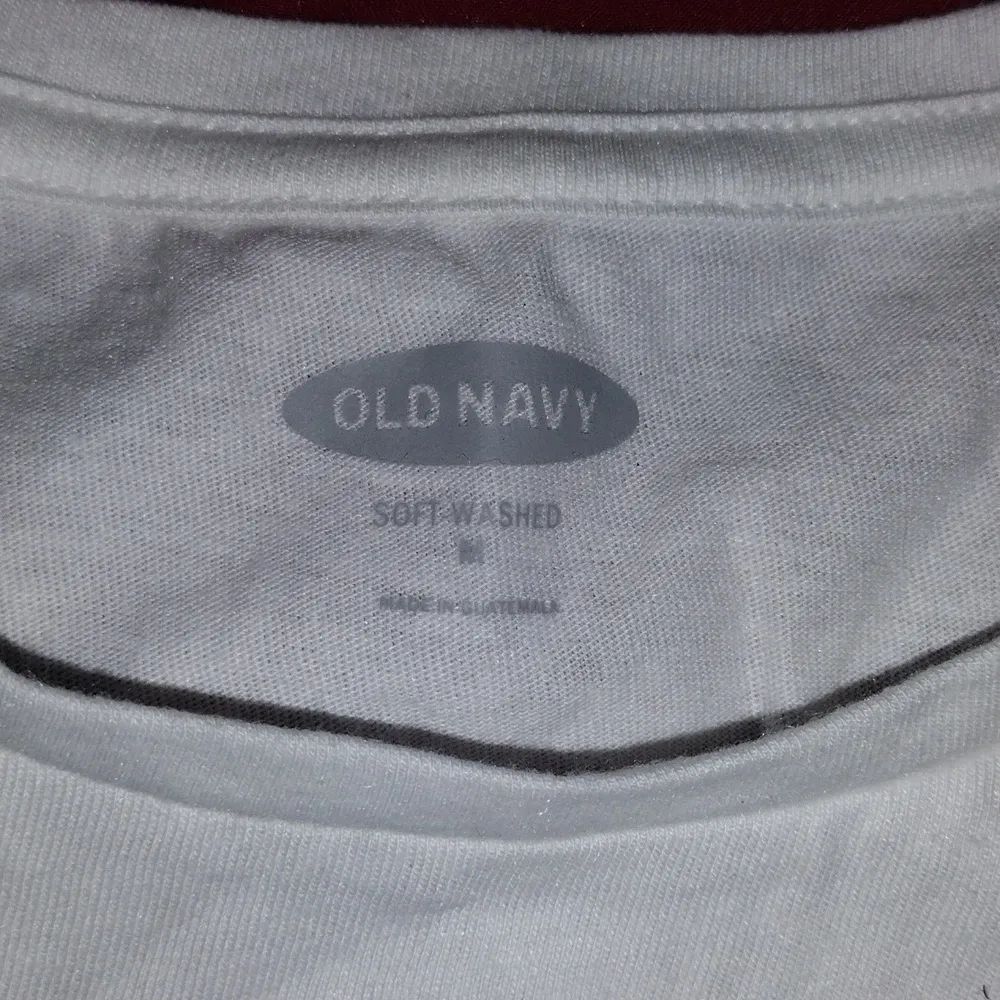 OLD NAVY
SOFT-WASHED
M
MADE IN GUATEMALA